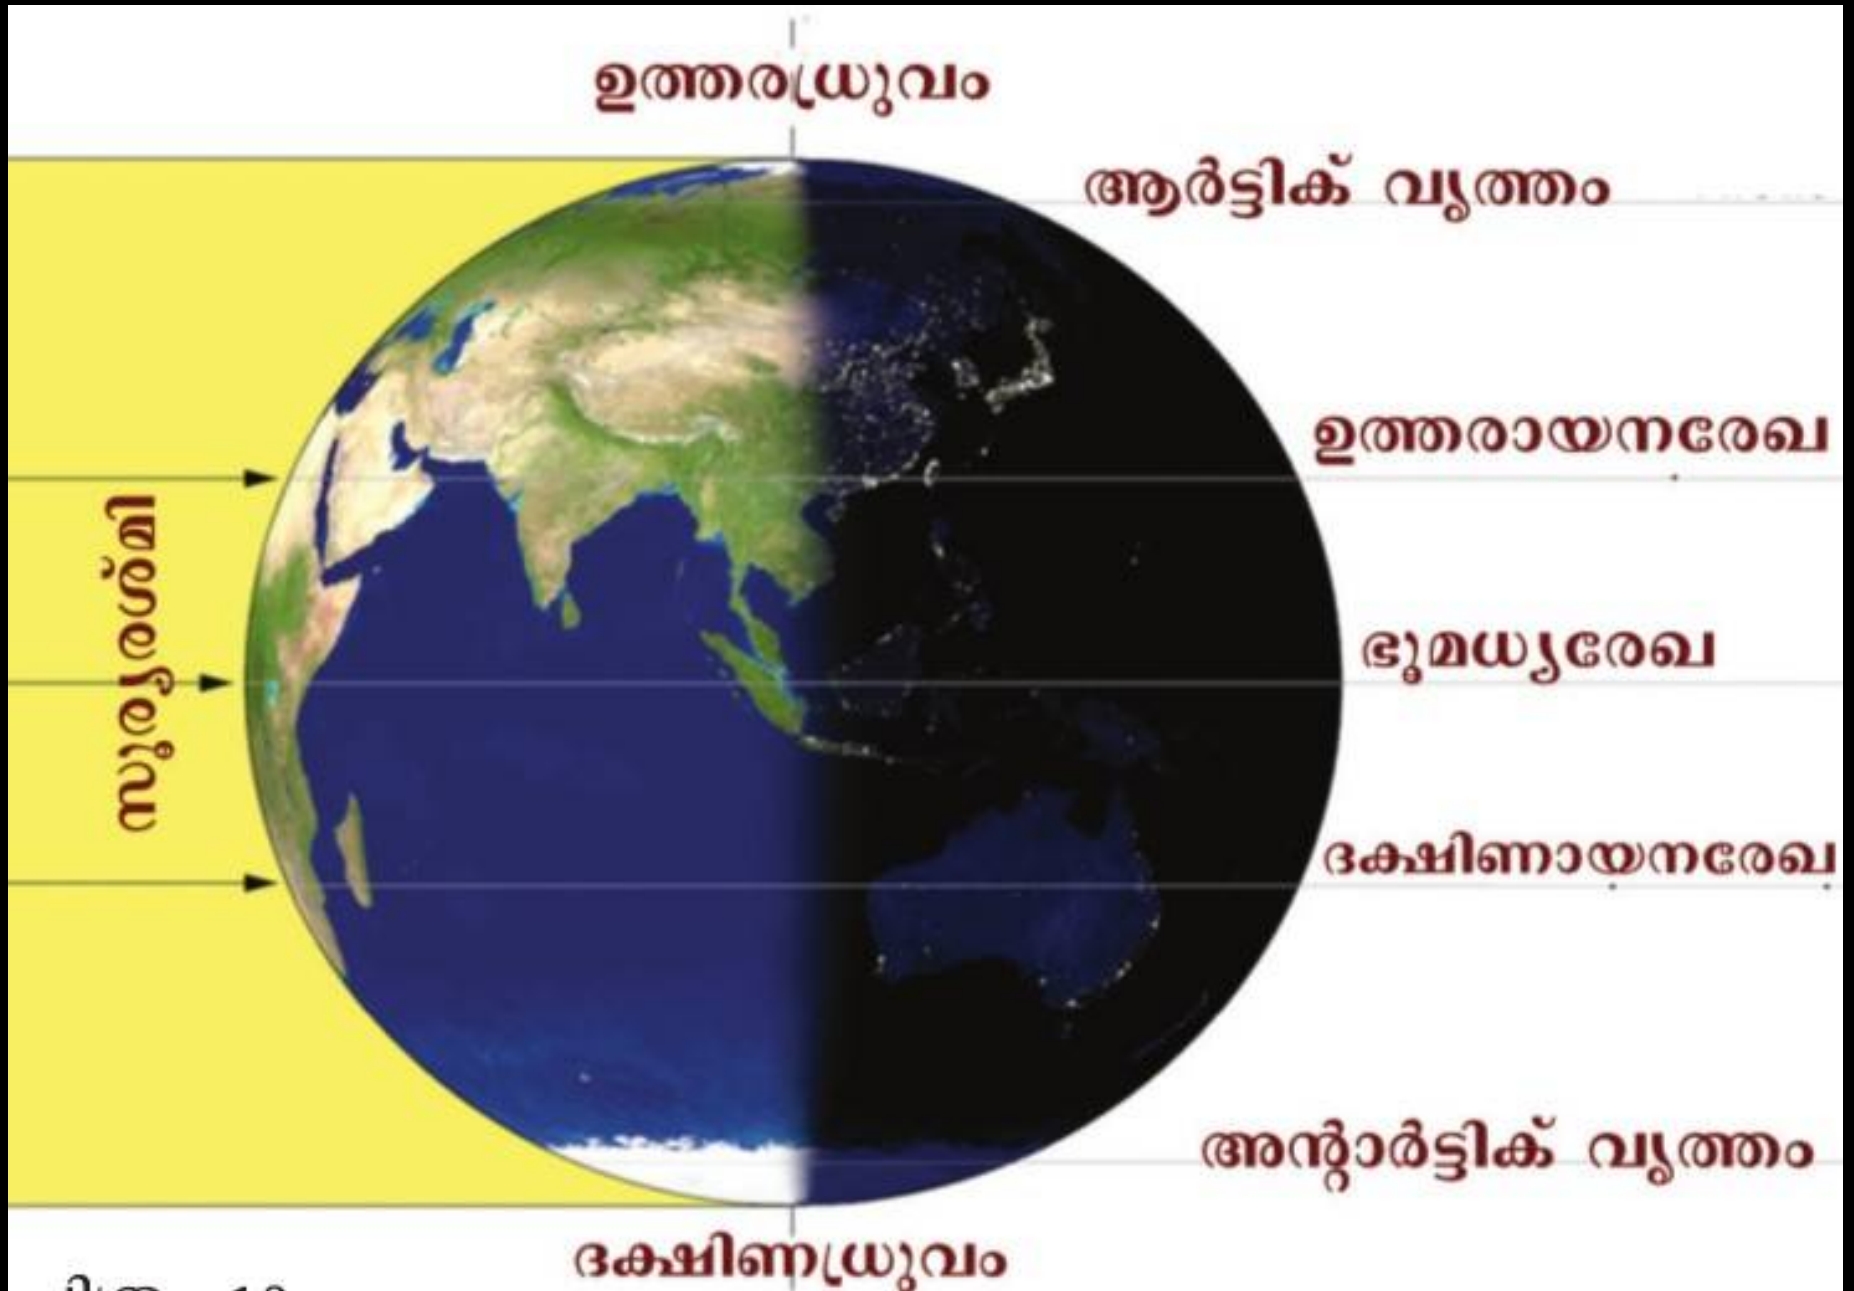 ഉത്തരധ്രുവം
ആർട്ടിക് വൃത്തം
ഉത്തരായനരേഖ
സൂര്യരശ്മി
ഭൂമധ്യരേഖ
ദക്ഷിണായനരേഖ
അന്റാർട്ടിക് വൃത്തം
ദക്ഷിണധ്രുവം